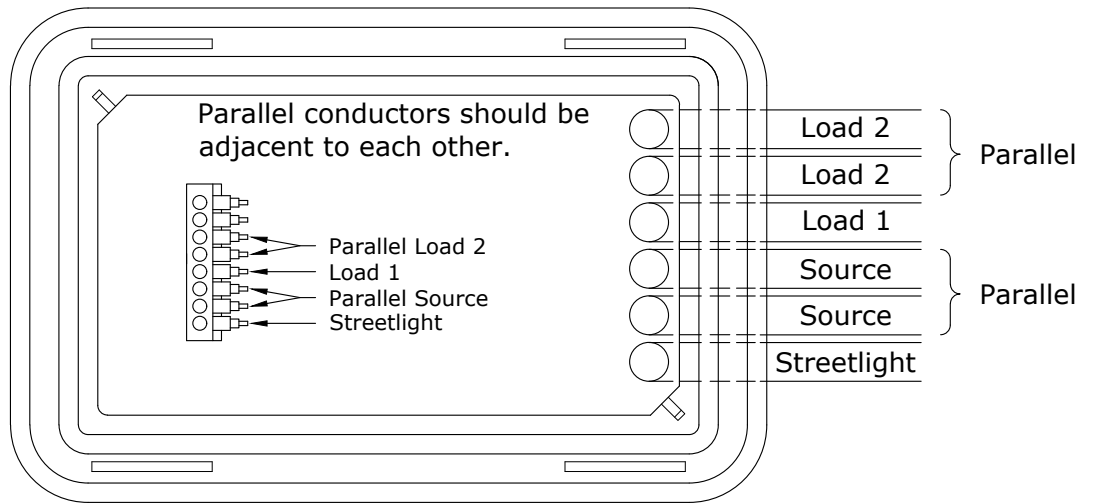 Parallel conductors should be
adjacent to each other.
Parallel Load 2
Load 1
Parallel Source
Streetlight
Load 2
Load 2
Parallel
Load 1
Source
Source
Parallel
Streetlight